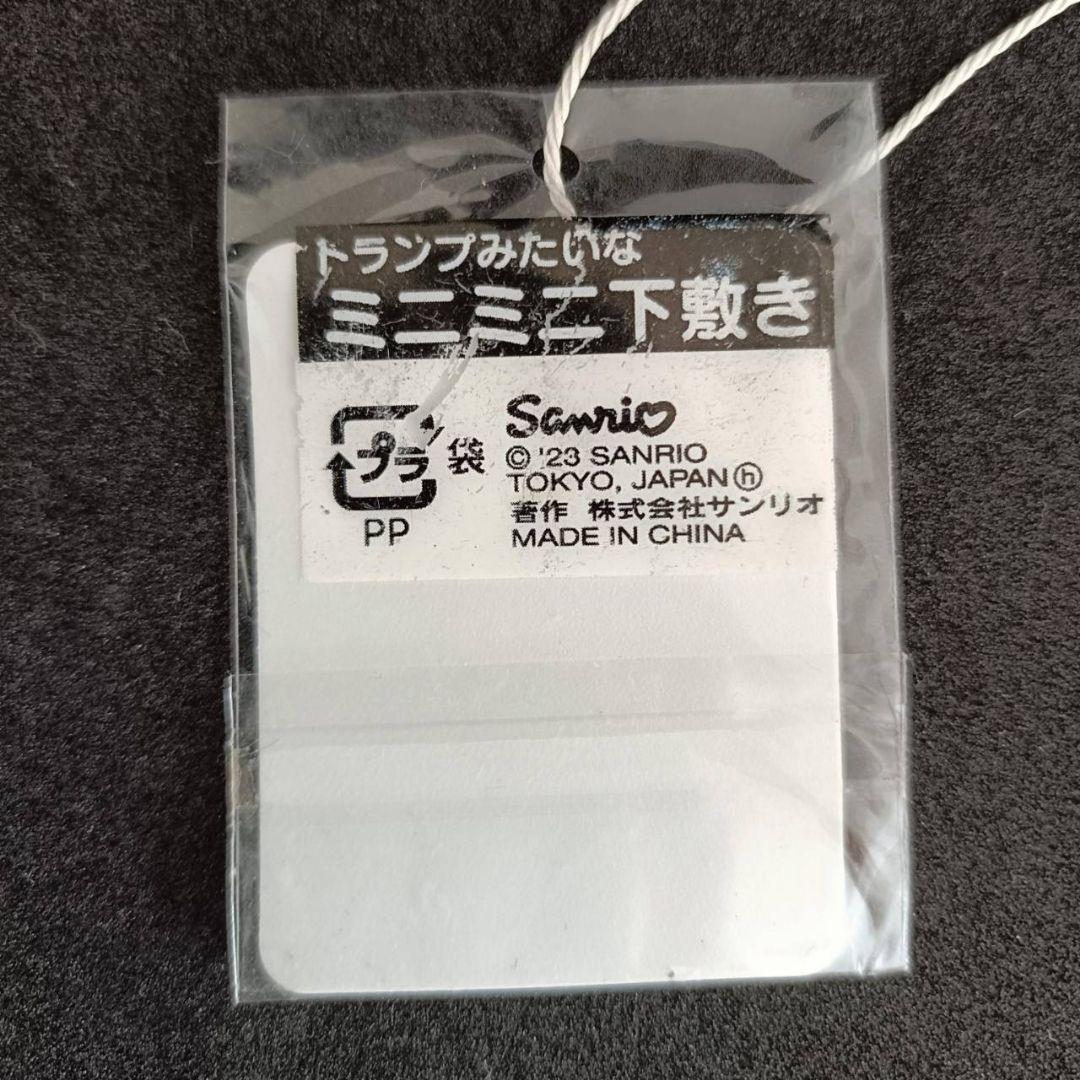 トランプみたいな
ミニミニ下敷き
プラ 袋
PP
Sanrio
© '23 SANRIO
TOKYO, JAPAN ⓗ
著作 株式会社サンリオ
MADE IN CHINA